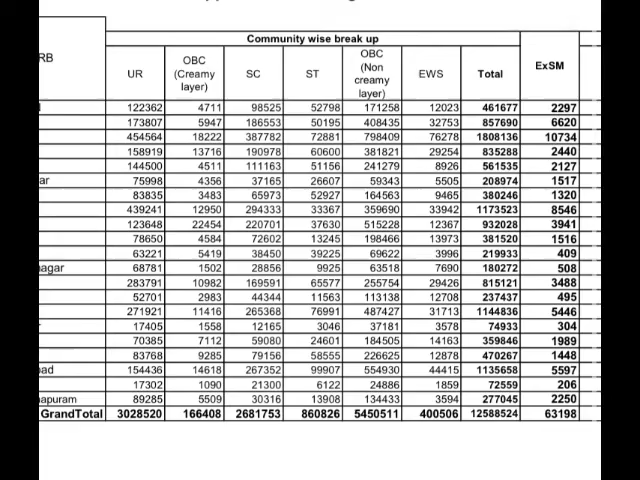 Community wise break up
RB UR OBC (Creamy layer) SC ST OBC (Non creamy layer) EWS Total ExSM
122362 4711 98525 52798 171258 12023 461677 2297
173807 5947 186553 50195 408435 32753 857690 6620
454564 18222 387782 72881 798409 76278 1808136 10734
158919 13716 190978 60600 381821 29254 835288 2440
144500 4511 111163 51156 241279 8926 561535 2127
ar 75998 4356 37165 26607 59343 5505 208974 1517
83835 3483 65973 52927 164563 9465 380246 1320
439241 12950 294333 33367 359690 33942 1173523 8546
123648 22454 220701 37630 515228 12367 932028 3941
78650 4584 72602 13245 198466 13973 381520 1516
63221 5419 38450 39225 69622 3996 219933 409
nagar 68781 1502 28856 9925 63518 7690 180272 508
283791 10982 169591 65577 255754 29426 815121 3488
52701 2983 44344 11563 113138 12708 237437 495
271921 11416 265368 76991 487427 31713 1144836 5446
17405 1558 12165 3046 37181 3578 74933 304
70385 7112 59080 24601 184505 14163 359846 1989
83768 9285 79156 58555 226625 12878 470267 1448
ad 154436 14618 267352 99907 554930 44415 1135658 5597
17302 1090 21300 6122 24886 1859 72559 206
apuram 89285 5509 30316 13908 134433 3594 277045 2250
GrandTotal 3028520 166408 2681753 860826 5450511 400506 12588524 63198